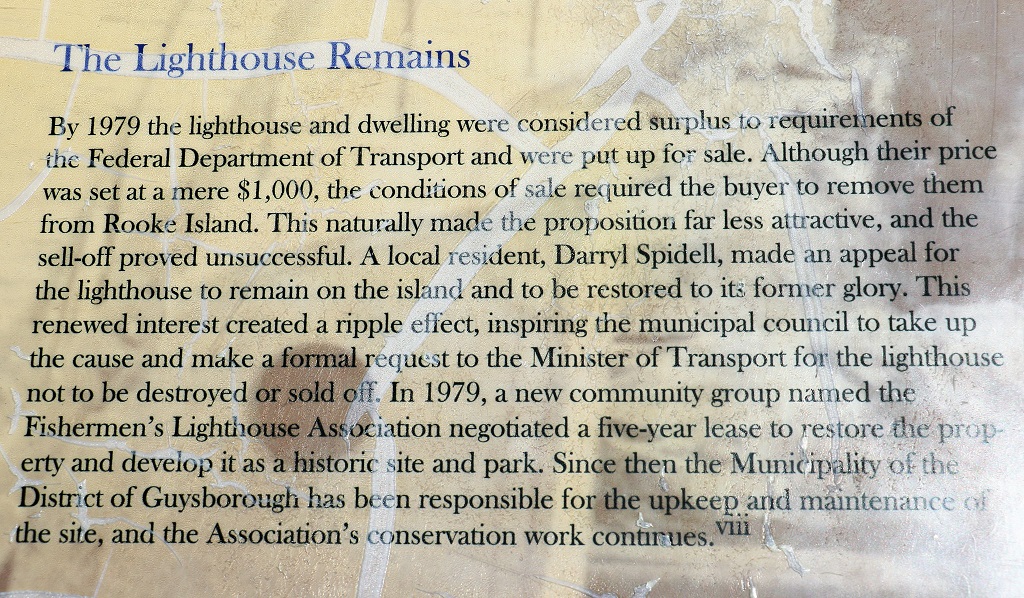 The Lighthouse Remains
By 1979 the lighthouse and dwelling were considered surplus to requirements of
the Federal Department of Transport and were put up for sale. Although their price
was set at a mere $1,000, the conditions of sale required the buyer to remove them
from Rooke Island. This naturally made the proposition far less attractive, and the
sell-off proved unsuccessful. A local resident, Darryl Spidell, made an appeal for
the lighthouse to remain on the island and to be restored to its former glory. This
renewed interest created a ripple effect, inspiring the municipal council to take up
the cause and make a formal request to the Minister of Transport for the lighthouse
not to be destroyed or sold off. In 1979, a new community group named the
Fishermen's Lighthouse Association negotiated a five-year lease to restore the prop-
erty and develop it as a historic site and park. Since then the Municipality of the
District of Guysborough has been responsible for the upkeep and maintenance of
the site, and the Association's conservation work continues.viii